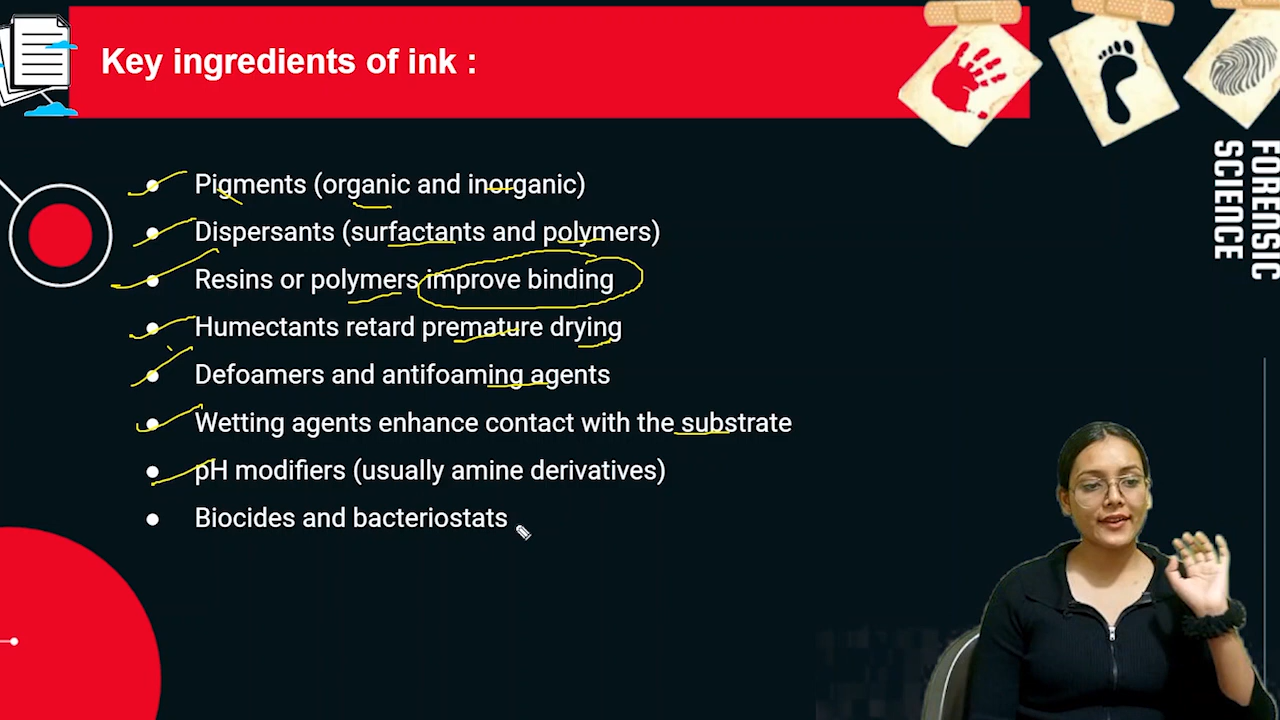 Key ingredients of ink :
Pigments (organic and inorganic)
Dispersants (surfactants and polymers)
Resins or polymers improve binding
Humectants retard premature drying
Defoamers and antifoaming agents
Wetting agents enhance contact with the substrate
pH modifiers (usually amine derivatives)
Biocides and bacteriostats
FORENSIC
SCIENCE